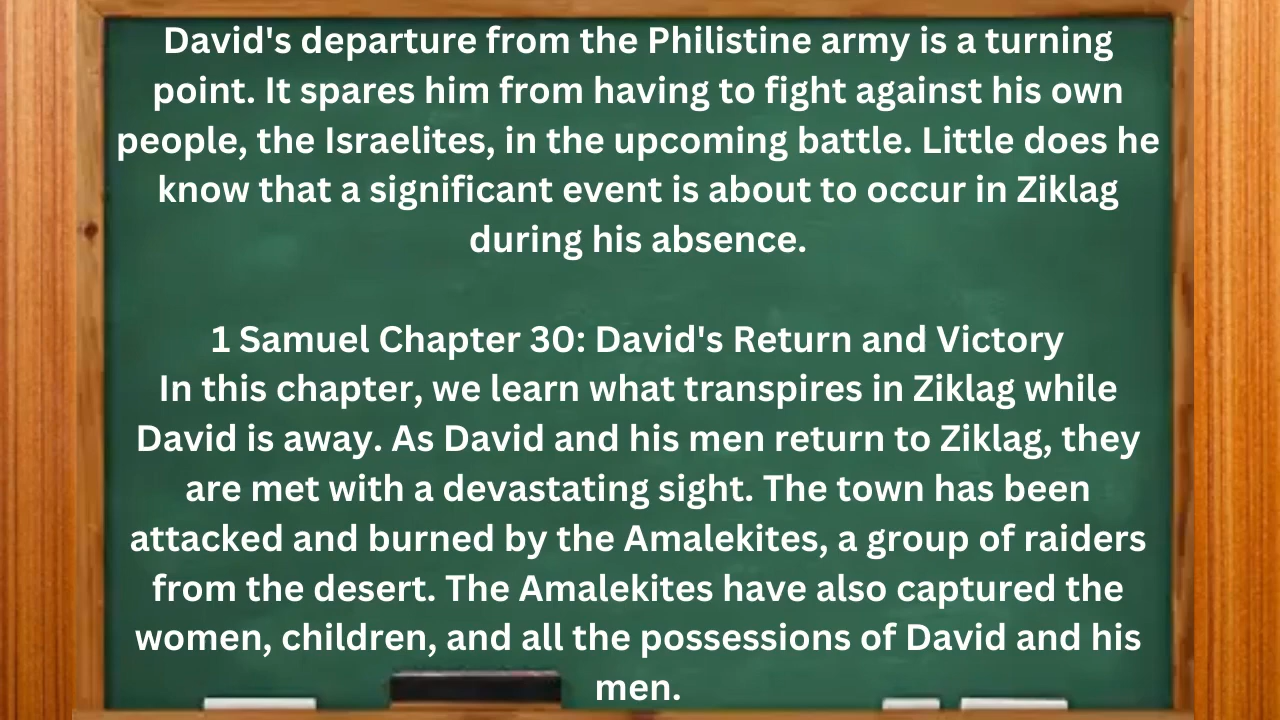 David's departure from the Philistine army is a turning
point. It spares him from having to fight against his own
people, the Israelites, in the upcoming battle. Little does he
know that a significant event is about to occur in Ziklag
during his absence.
1 Samuel Chapter 30: David's Return and Victory
In this chapter, we learn what transpires in Ziklag while
David is away. As David and his men return to Ziklag, they
are met with a devastating sight. The town has been
attacked and burned by the Amalekites, a group of raiders
from the desert. The Amalekites have also captured the
women, children, and all the possessions of David and his
men.